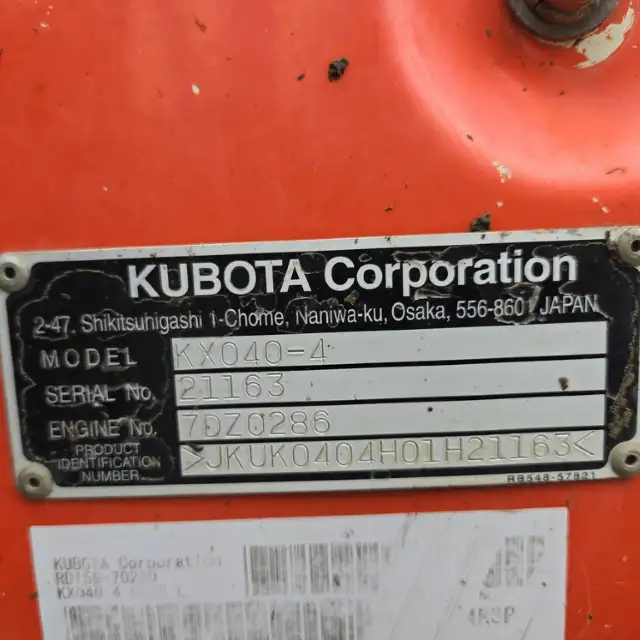 KUBOTA Corporation
2-47, Shikitsuhigashi 1-Chome, Naniwa-ku, Osaka, 556-8601 JAPAN
MODEL KX040-4
SERIAL No. 21163
ENGINE No. 7DZ0286
PRODUCT IDENTIFICATION NUMBER >JKUK0404H01H21163<
RB548-57821
KUBOTA Corporation
KX040